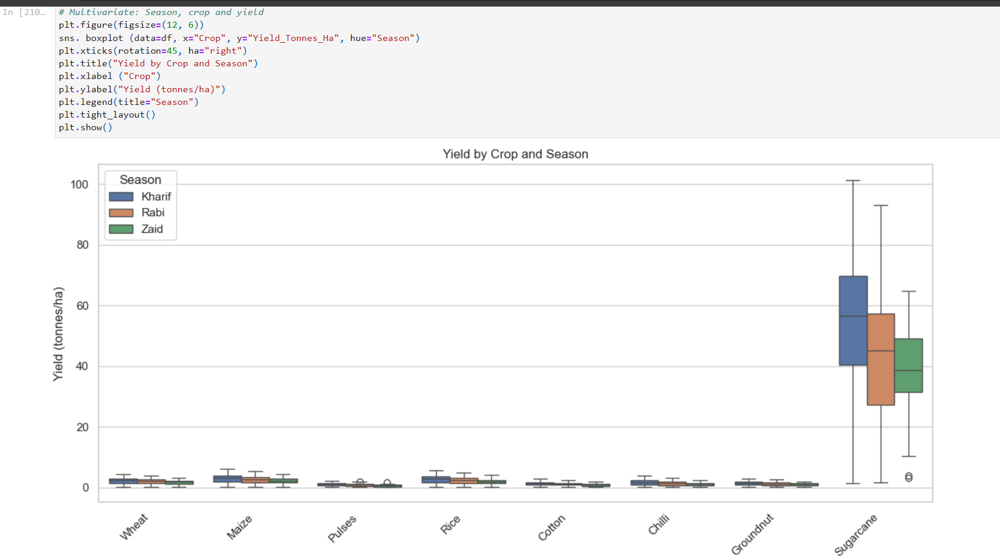 In [210…
# Multivariate: Season, crop and yield
plt.figure(figsize=(12, 6))
sns. boxplot (data=df, x="Crop", y="Yield_Tonnes_Ha", hue="Season")
plt.xticks(rotation=45, ha="right")
plt.title("Yield by Crop and Season")
plt.xlabel ("Crop")
plt.ylabel("Yield (tonnes/ha)")
plt.legend(title="Season")
plt.tight_layout()
plt.show()
Yield by Crop and Season
Season
Kharif
Rabi
Zaid
Yield (tonnes/ha)
100
80
60
40
20
0
Wheat
Maize
Pulses
Rice
Cotton
Chilli
Groundnut
Sugarcane